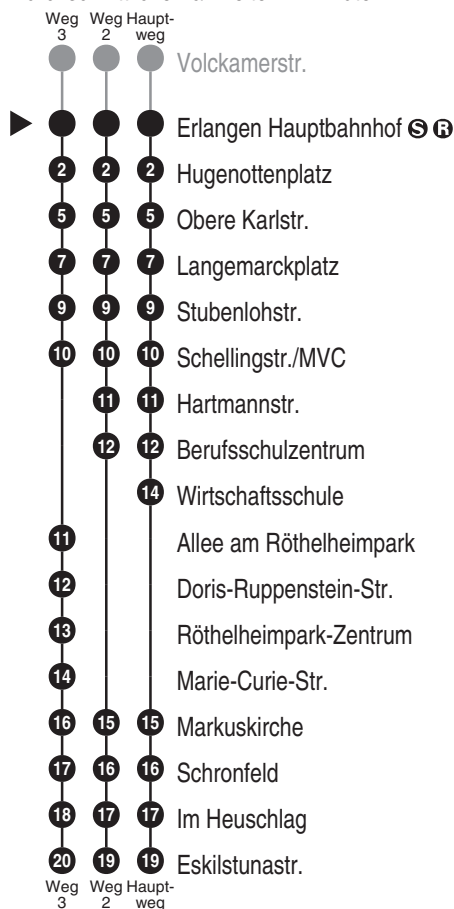 Weg 3 Weg 2 Haupt-weg
Volckamerstr.
Erlangen Hauptbahnhof S R
2 2 2 Hugenottenplatz
5 5 5 Obere Karlstr.
7 7 7 Langemarckplatz
9 9 9 Stubenlohstr.
10 10 10 Schellingstr./MVC
11 11 Hartmannstr.
12 12 Berufsschulzentrum
14 Wirtschaftsschule
11 Allee am Röthelheimpark
12 Doris-Ruppenstein-Str.
13 Röthelheimpark-Zentrum
14 Marie-Curie-Str.
16 15 15 Markuskirche
17 16 16 Schronfeld
18 17 17 Im Heuschlag
20 19 19 Eskilstunastr.
Weg 3 Weg 2 Haupt-weg